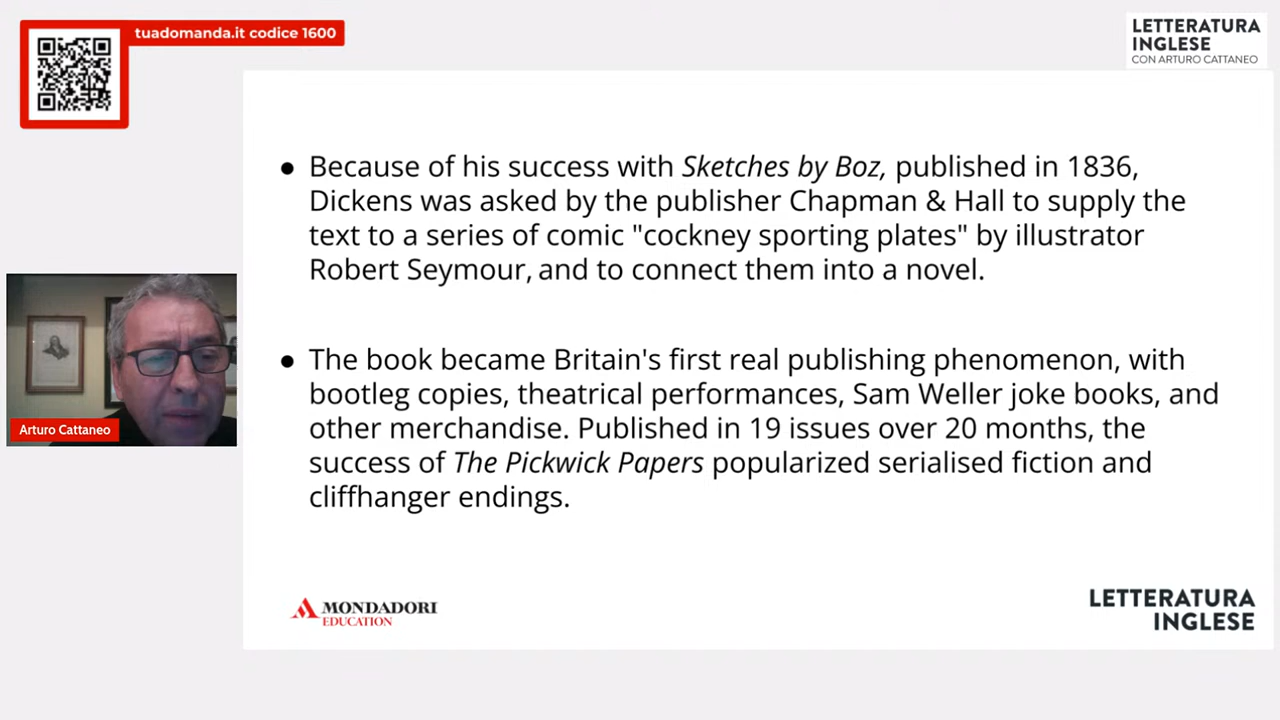 tuadomanda.it codice 1600
LETTERATURA
INGLESE
CON ARTURO CATTANEO
● Because of his success with Sketches by Boz, published in 1836,
Dickens was asked by the publisher Chapman & Hall to supply the
text to a series of comic "cockney sporting plates" by illustrator
Robert Seymour, and to connect them into a novel.
● The book became Britain's first real publishing phenomenon, with
bootleg copies, theatrical performances, Sam Weller joke books, and
other merchandise. Published in 19 issues over 20 months, the
success of The Pickwick Papers popularized serialised fiction and
cliffhanger endings.
Arturo Cattaneo
MONDADORI
EDUCATION
LETTERATURA
INGLESE